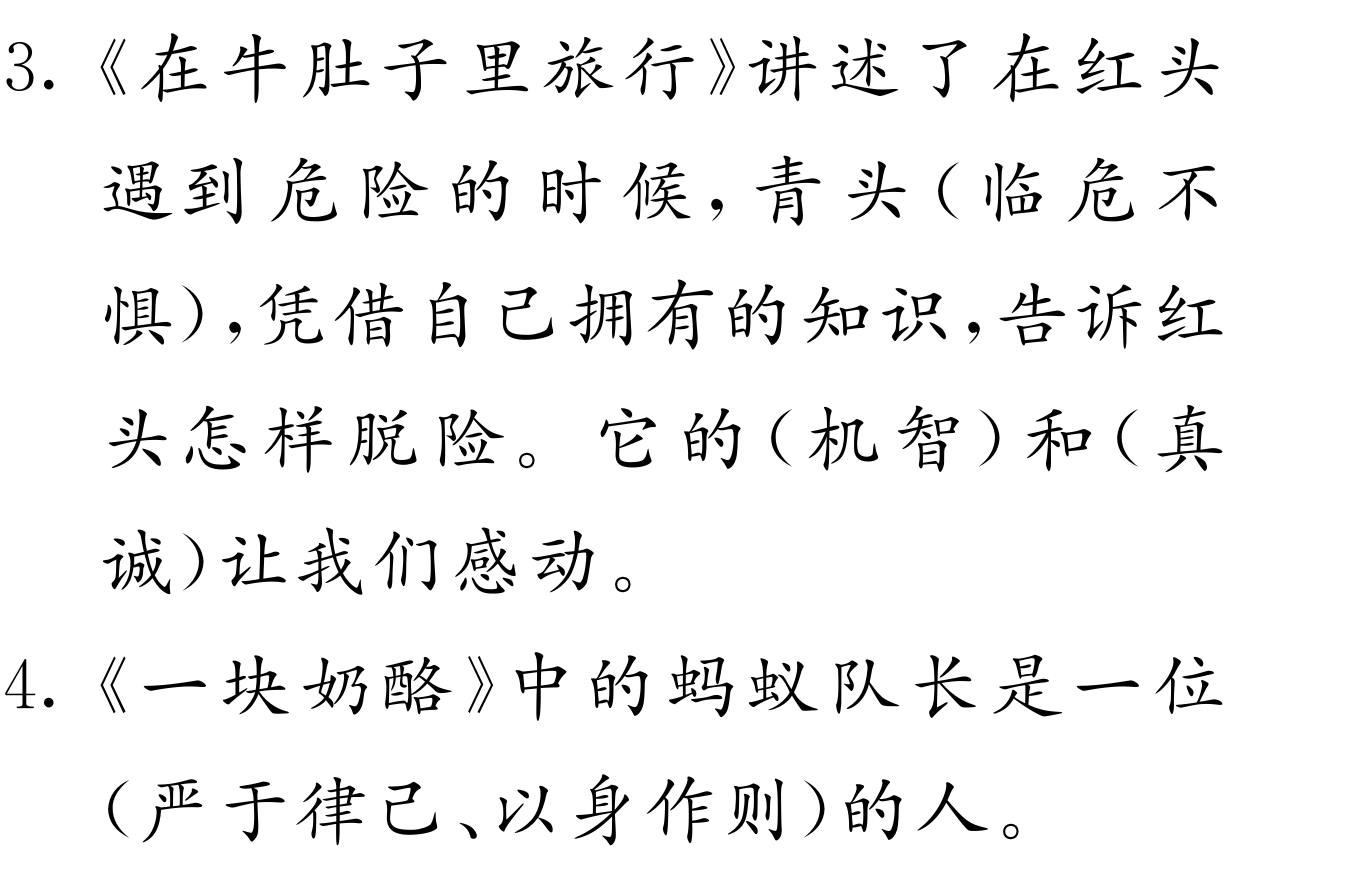 3.《在牛肚子里旅行》讲述了在红头
遇到危险的时候,青头(临危不
惧),凭借自己拥有的知识,告诉红
头怎样脱险。它的(机智)和(真
诚)让我们感动。
4.《一块奶酪》中的蚂蚁队长是一位
(严于律己、以身作则)的人。